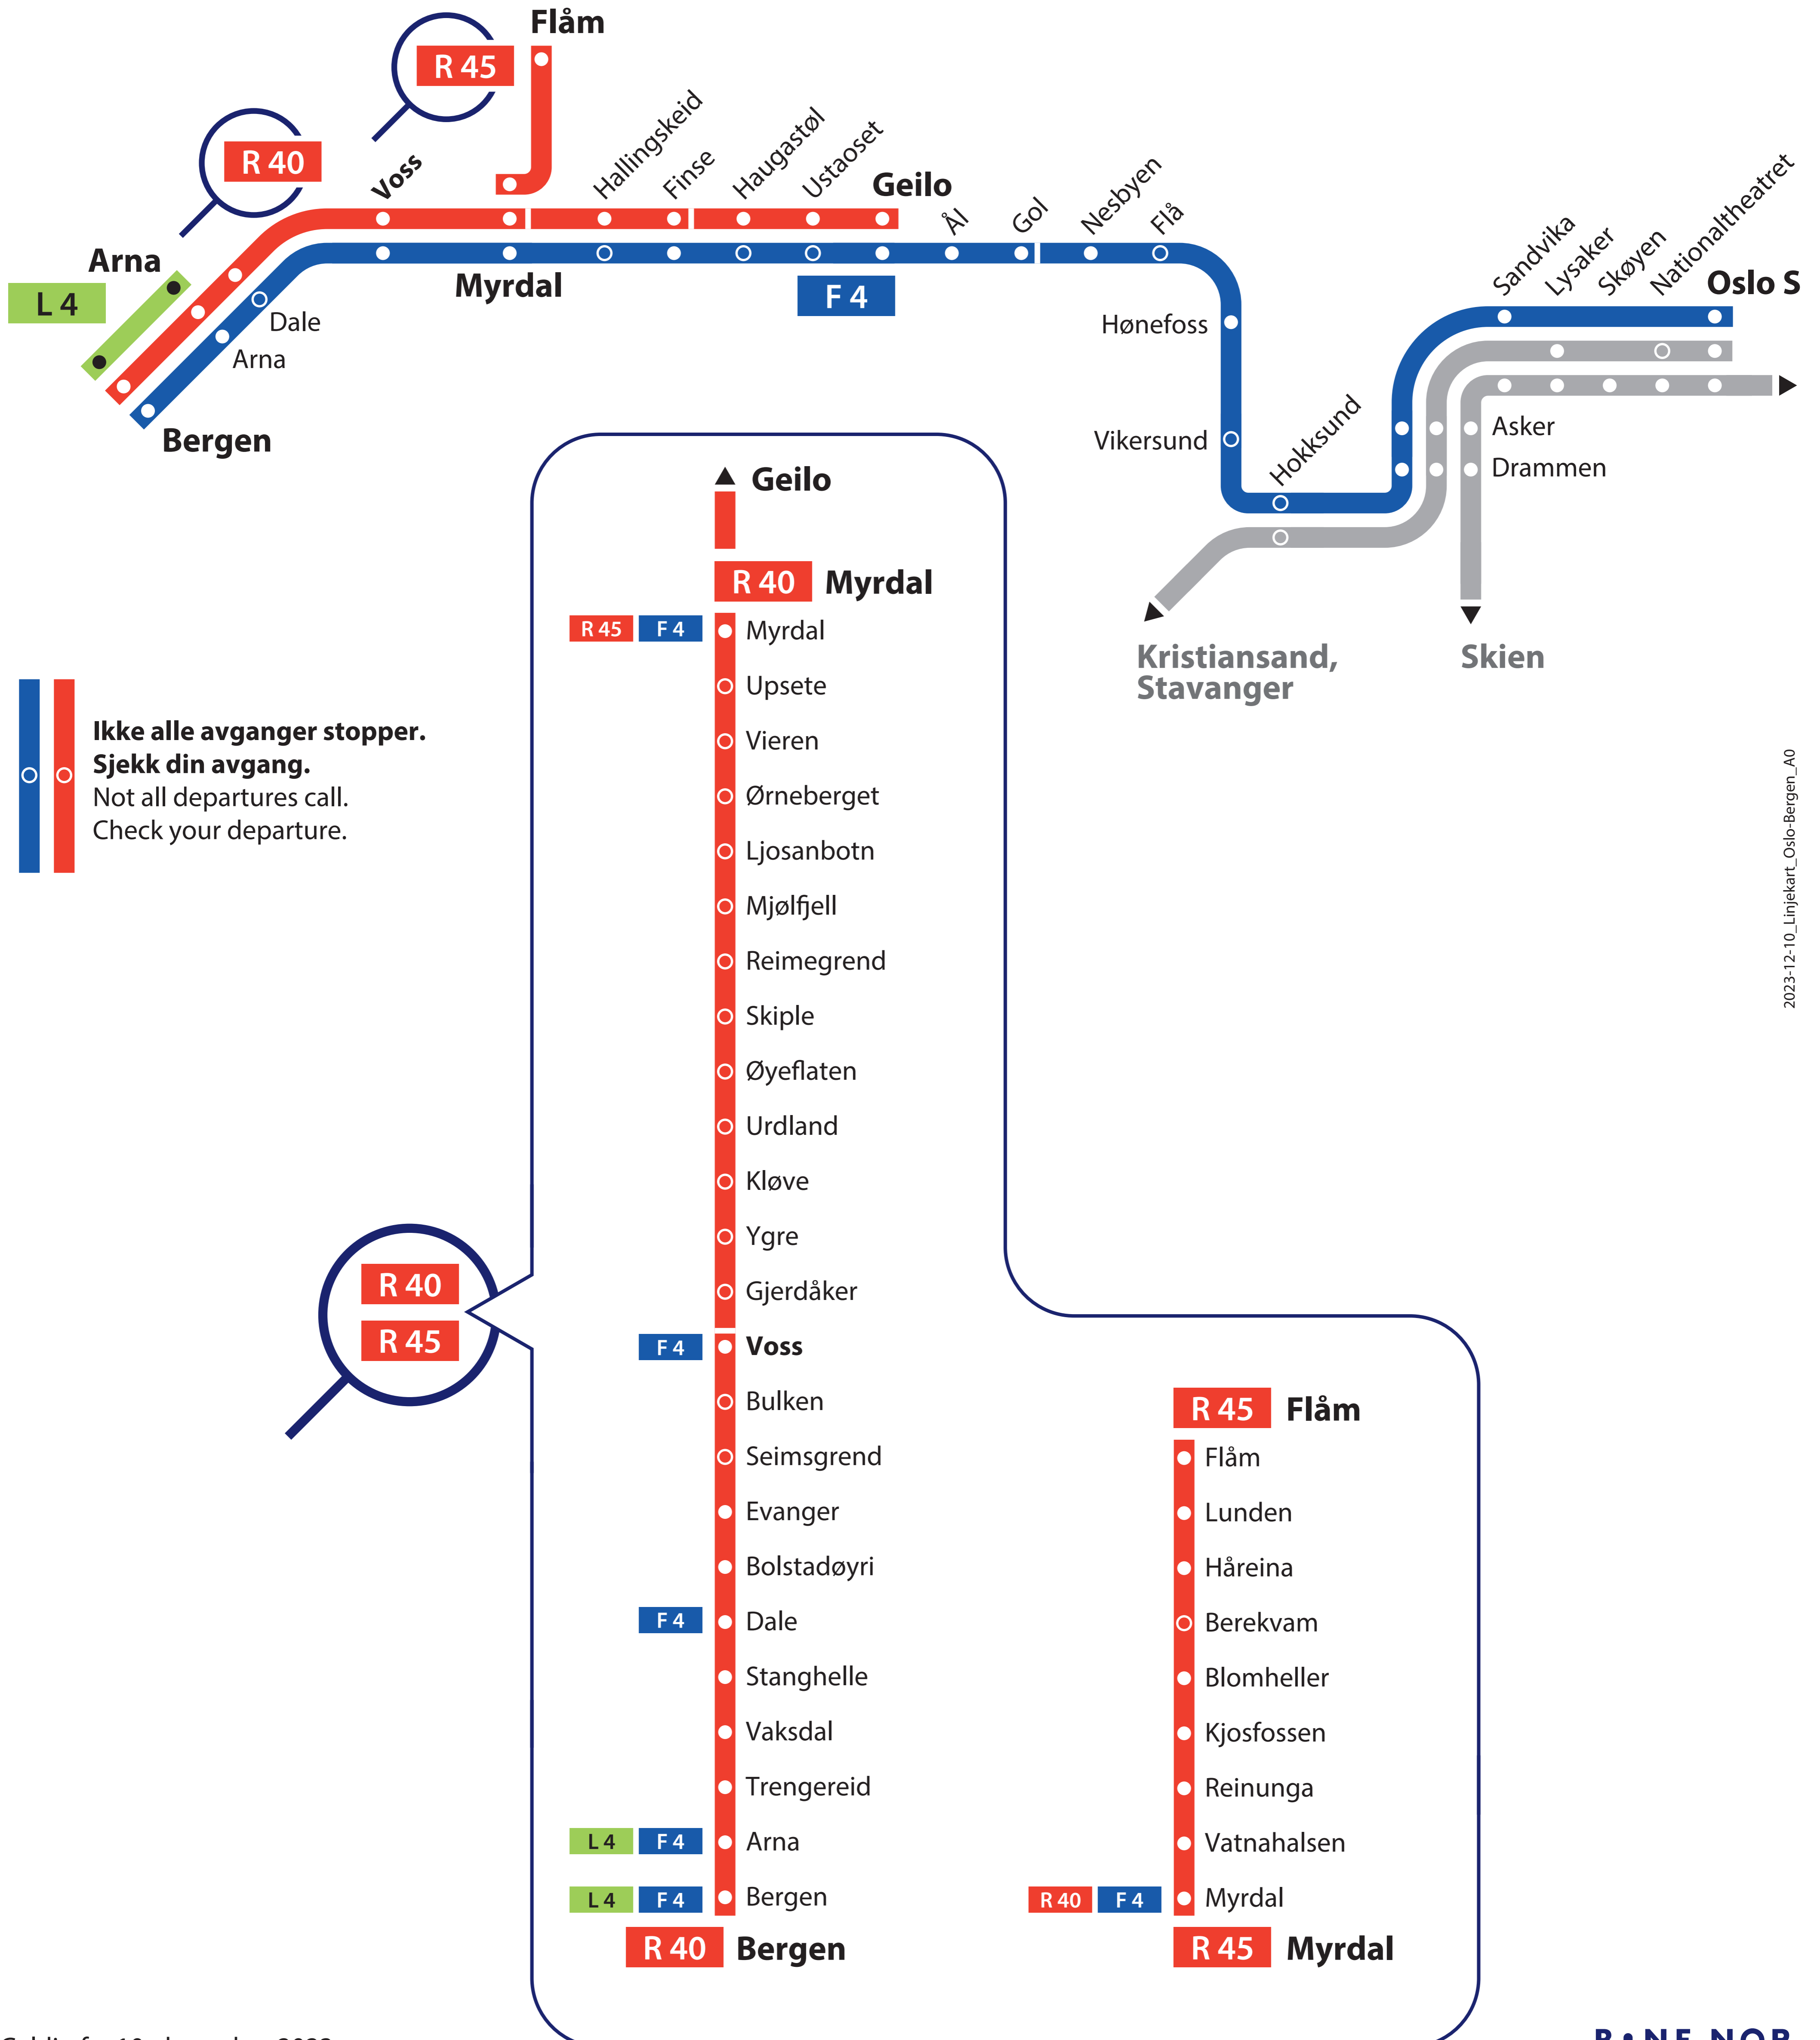 Flåm
R 45
R 40
Voss
Hallingskeid
Finse
Haugastøl
Ustaoset
Geilo
Ål
Gol
Nesbyen
Flå
Sandvika
Lysaker
Skøyen
Nationaltheatret
Oslo S
Arna
L 4
Myrdal
F 4
Dale
Arna
Bergen
Hønefoss
Vikersund
Hokksund
Asker
Drammen
Kristiansand,
Stavanger
Skien
Ikke alle avganger stopper.
Sjekk din avgang.
Not all departures call.
Check your departure.
2023-12-10_Linjekart_Oslo-Bergen_A0
Geilo
R 40 Myrdal
R 45 F 4 Myrdal
Upsete
Vieren
Ørneberget
Ljosanbotn
Mjølfjell
Reimegrend
Skiple
Øyeflaten
Urdland
Kløve
Ygre
Gjerdåker
R 40
R 45
F 4 Voss
Bulken
Seimsgrend
Evanger
Bolstadøyri
F 4 Dale
Stanghelle
Vaksdal
Trengereid
L 4 F 4 Arna
L 4 F 4 Bergen
R 40 Bergen
R 45 Flåm
Flåm
Lunden
Håreina
Berekvam
Blomheller
Kjosfossen
Reinunga
Vatnahalsen
R 40 F 4 Myrdal
R 45 Myrdal